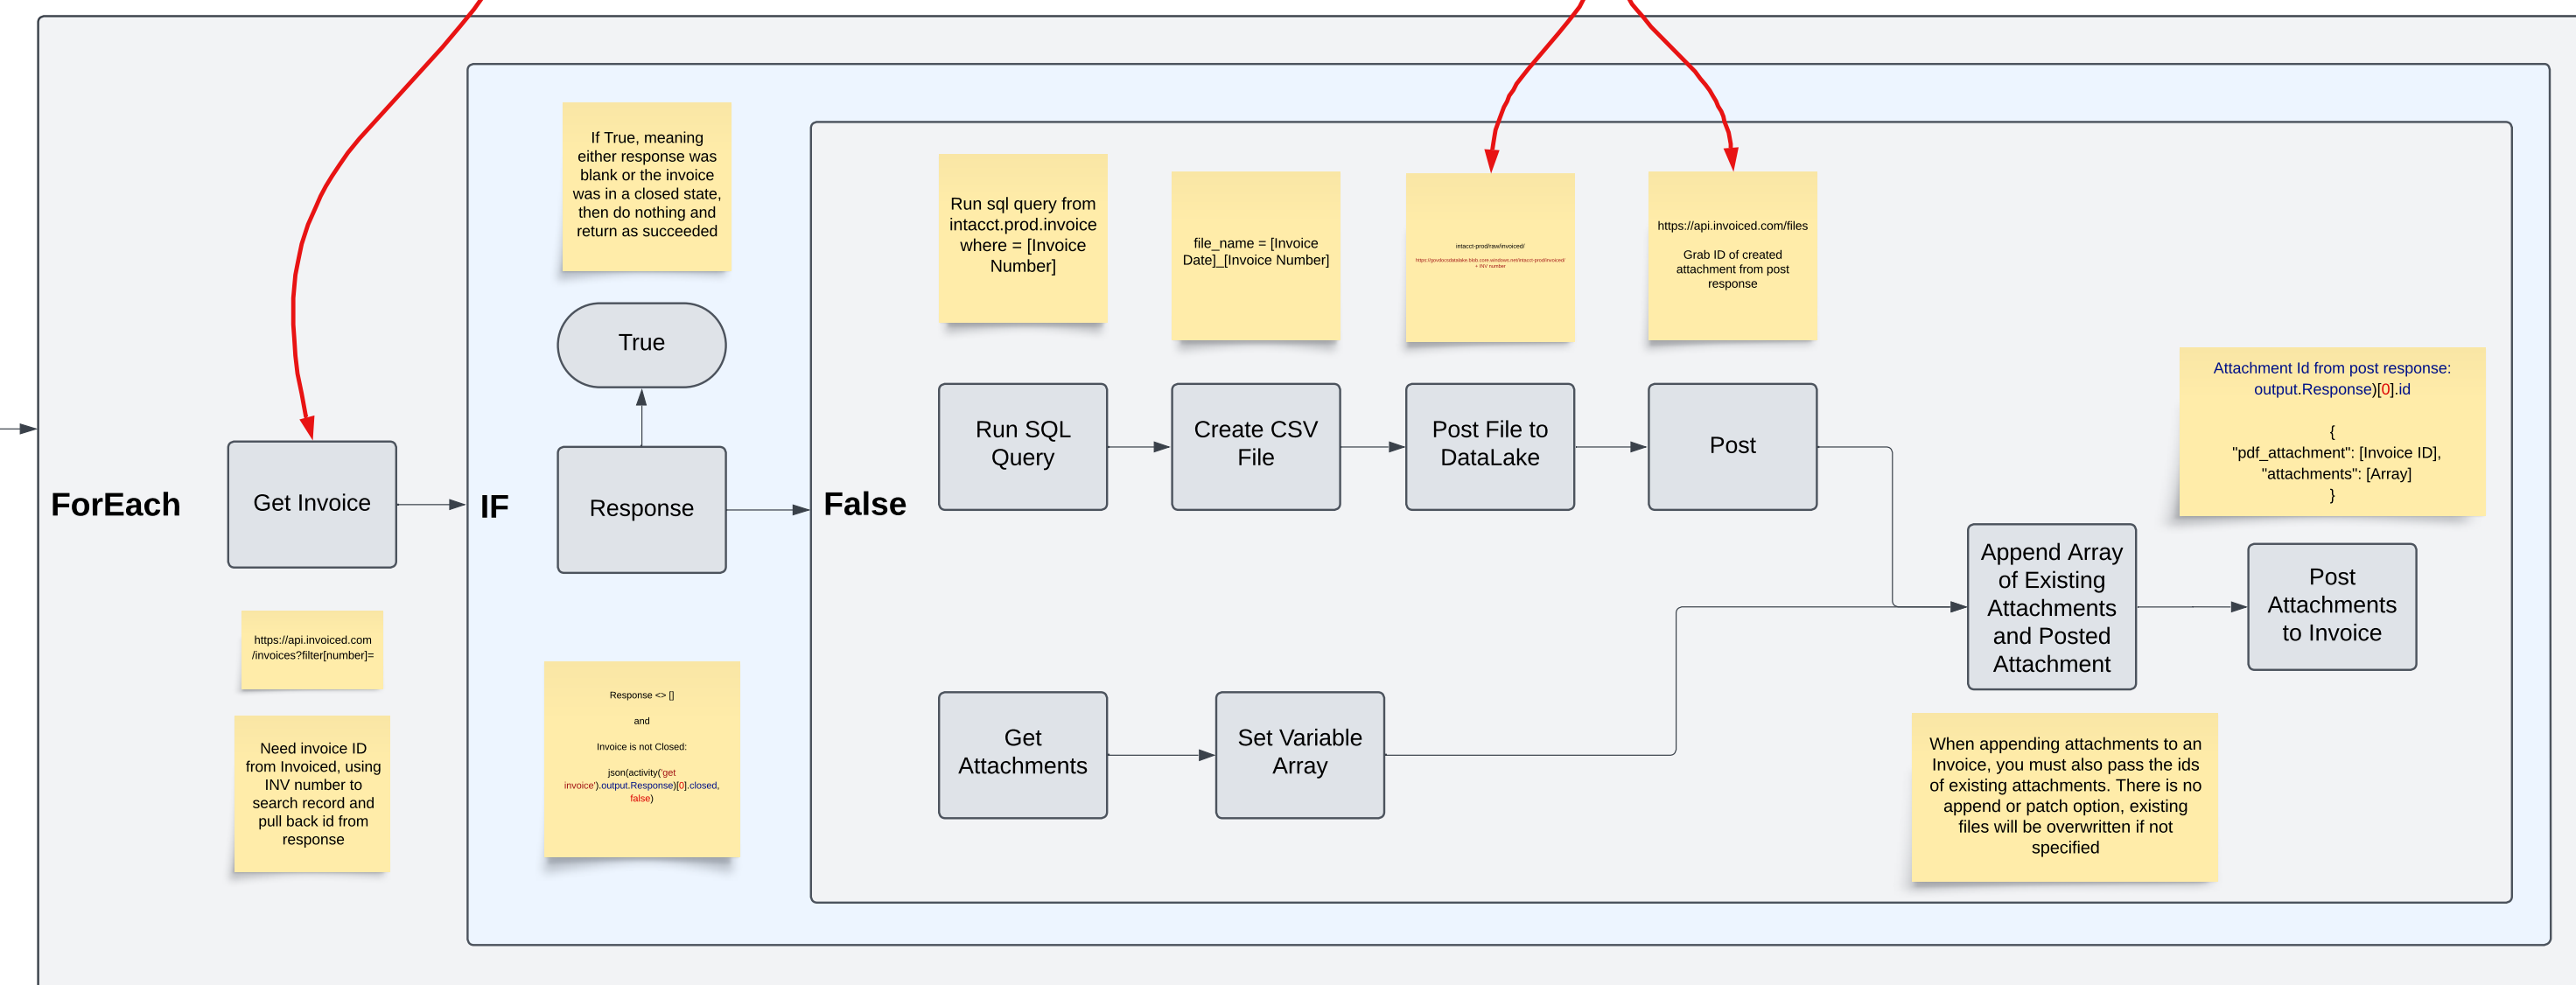 ForEach
Get Invoice
https://api.invoiced.com
/invoices?filter[number]=
Need invoice ID
from Invoiced, using
INV number to
search record and
pull back id from
response
IF
If True, meaning
either response was
blank or the invoice
was in a closed state,
then do nothing and
return as succeeded
True
Response
Response <> []
and
Invoice is not Closed:
json(activity('get
invoice').output.Response)[0].closed,
false)
False
Run sql query from
intacct.prod.invoice
where = [Invoice
Number]
file_name = [Invoice
Date]_[Invoice Number]
intacct-prod/raw/invoiced/
+ INV number
https://api.invoiced.com/files
Grab ID of created
attachment from post
response
Run SQL
Query
Create CSV
File
Post File to
DataLake
Post
Get
Attachments
Set Variable
Array
Append Array
of Existing
Attachments
and Posted
Attachment
When appending attachments to an
Invoice, you must also pass the ids
of existing attachments. There is no
append or patch option, existing
files will be overwritten if not
specified
Attachment Id from post response:
output.Response)[0].id
{
"pdf_attachment": [Invoice ID],
"attachments": [Array]
}
Post
Attachments
to Invoice